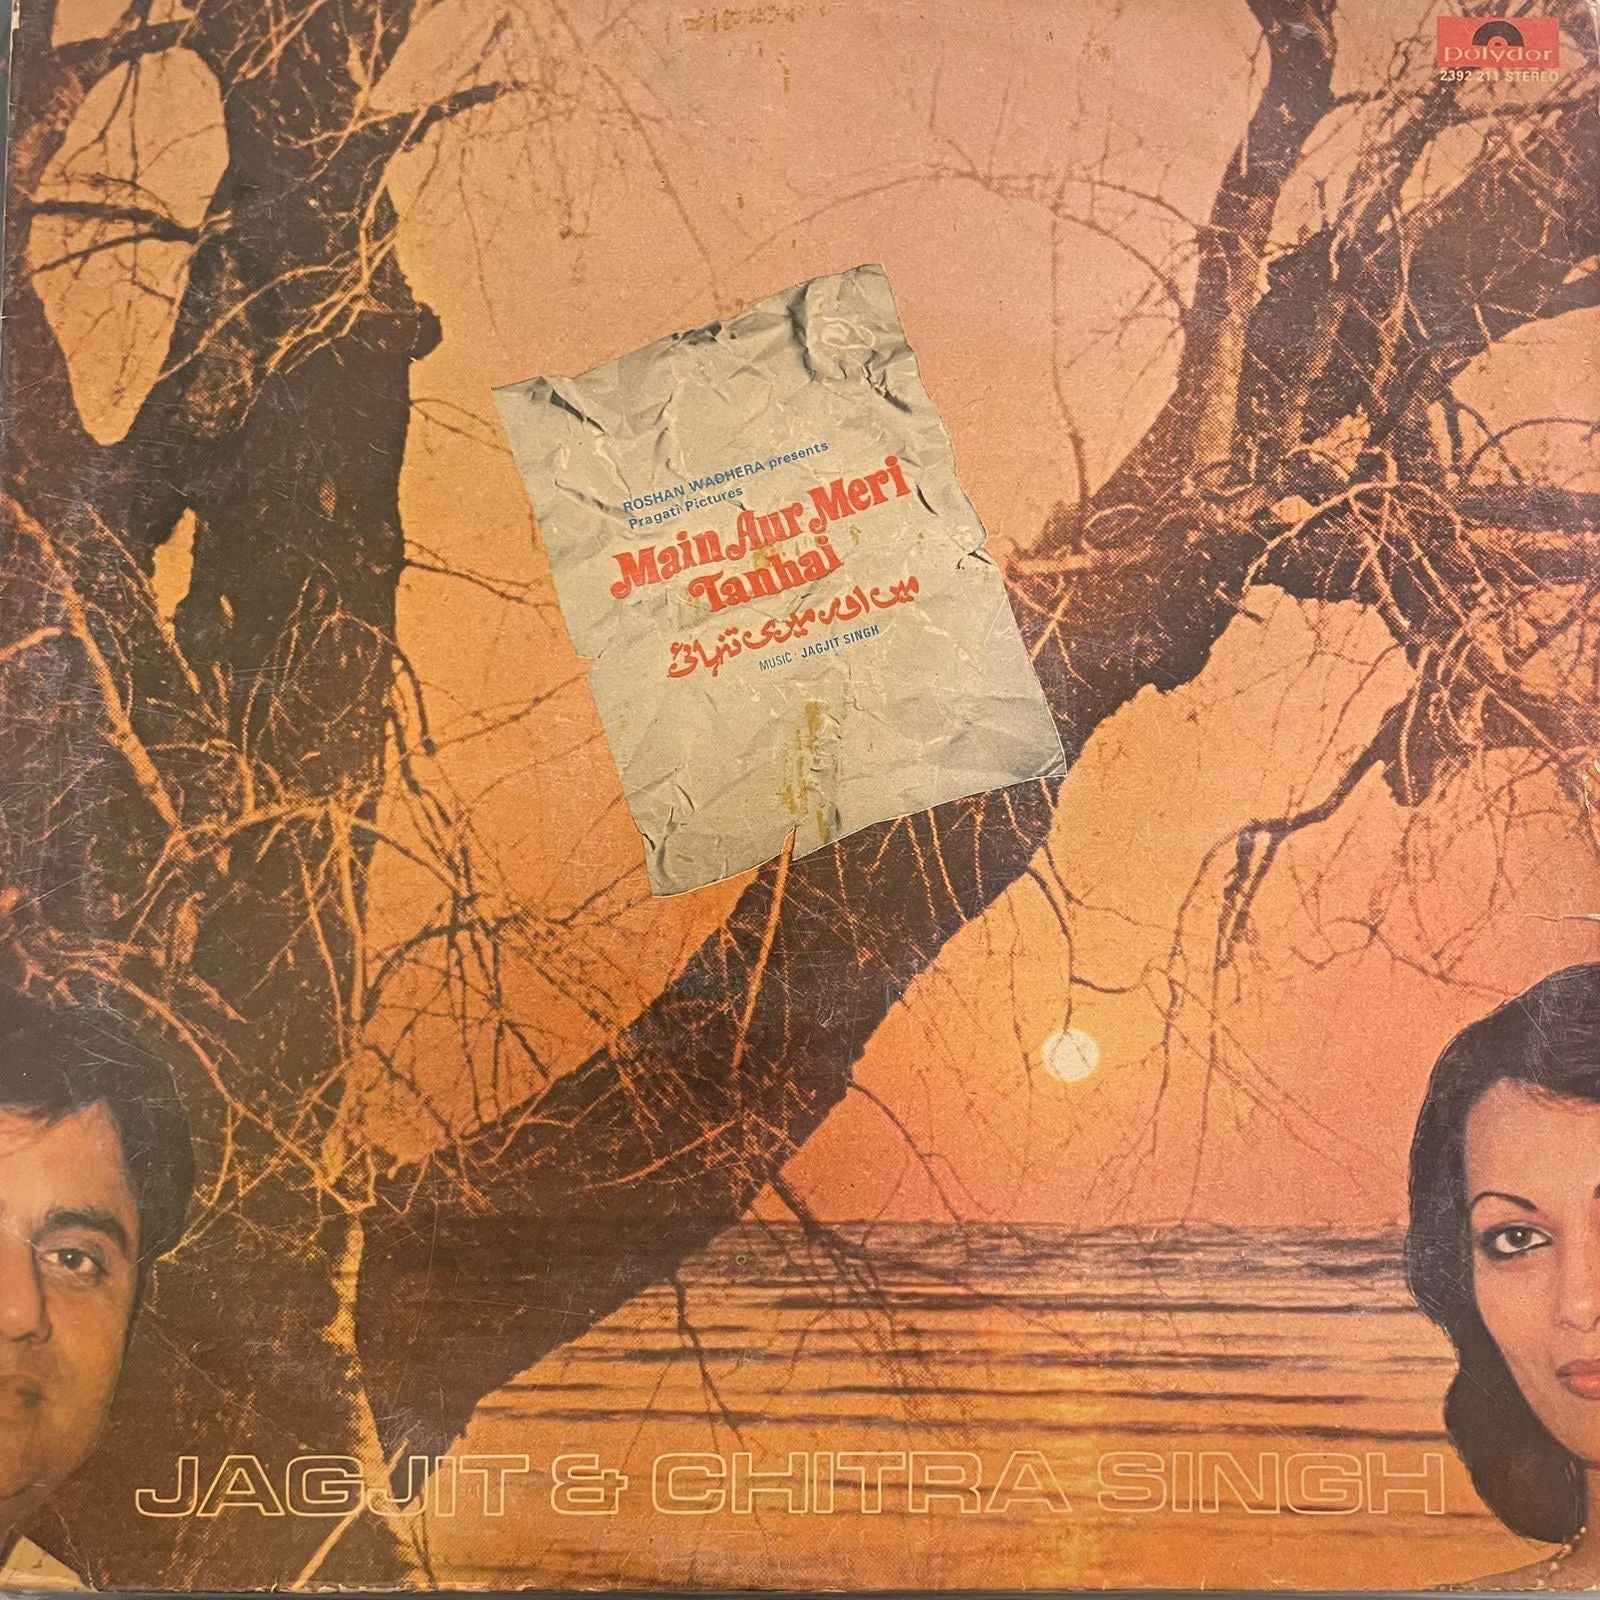 polydor
2392 211 STEREO
ROSHAN WADHERA presents
Pragati Pictures
Main Aur Meri
Tanhai
میں اور میری تنہائی
MUSIC · JAGJIT SINGH
JAGJIT & CHITRA SINGH